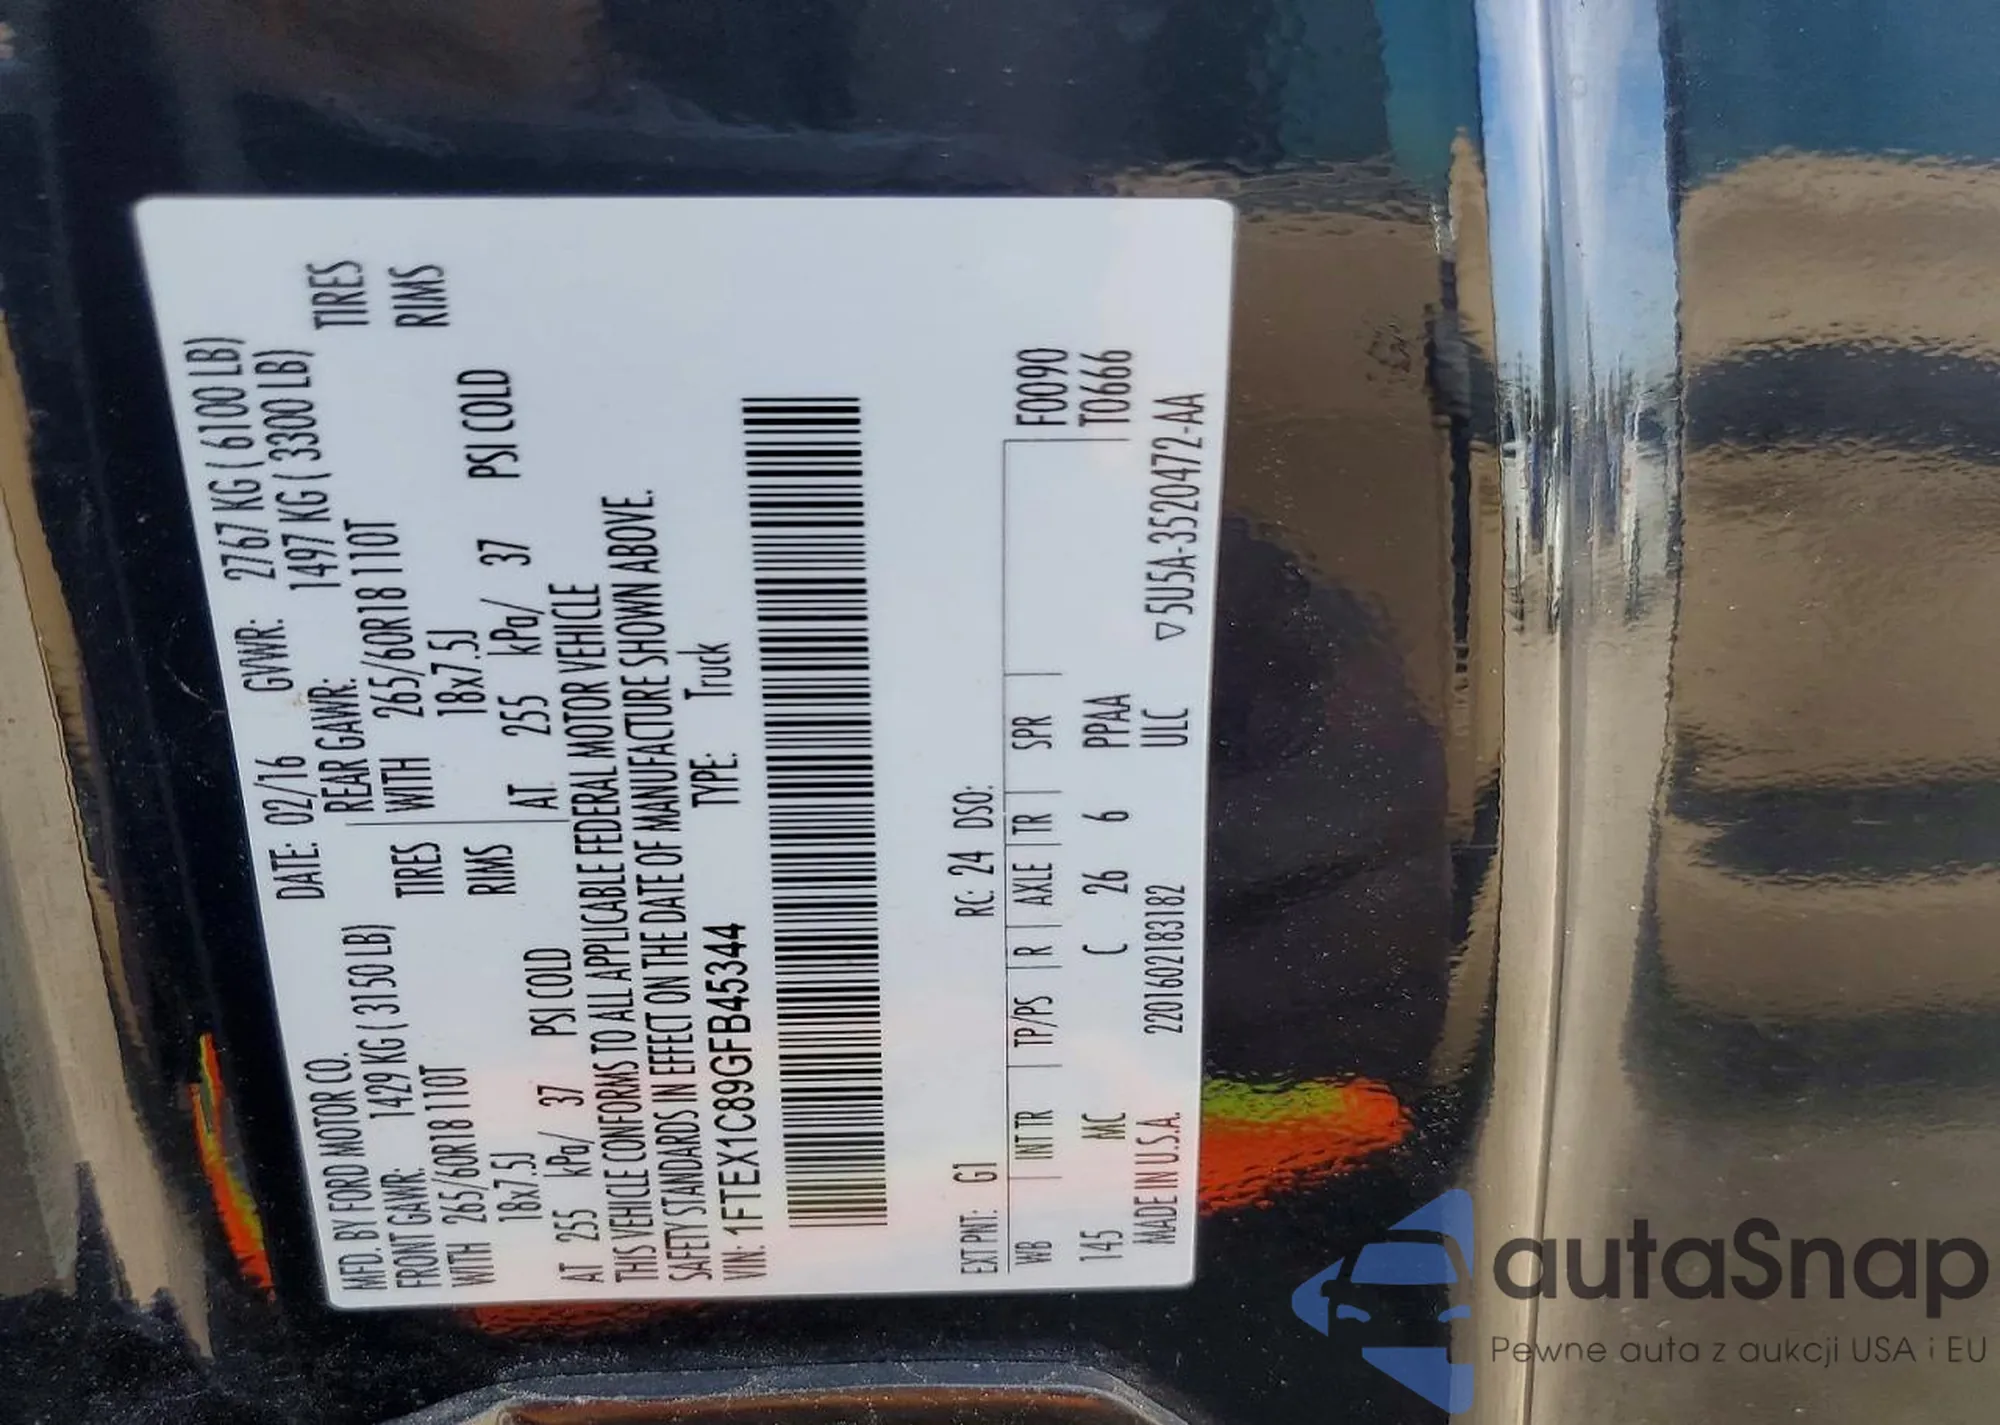 MFD. BY FORD MOTOR CO.
DATE: 02/16 GVWR: 2767 KG ( 6100 LB)
FRONT GAWR: 1429 KG ( 3150 LB) REAR GAWR: 1497 KG ( 3300 LB)
WITH 265/60R18 110T TIRES WITH 265/60R18 110T TIRES
18x7.5J RIMS 18x7.5J RIMS
AT 255 kPa/ 37 PSI COLD AT 255 kPa/ 37 PSI COLD
THIS VEHICLE CONFORMS TO ALL APPLICABLE FEDERAL MOTOR VEHICLE
SAFETY STANDARDS IN EFFECT ON THE DATE OF MANUFACTURE SHOWN ABOVE.
VIN: 1FTEX1C89GFB45344 TYPE: Truck
EXT PNT: G1 RC: 24 DSO:
WB INT TR TP/PS R AXLE TR SPR F0090
145 MC C 26 6 PPAA T0666
MADE IN U.S.A. 2201602183182 ULC ▽5U5A-3520472-AA
autaSnap
Pewne auta z aukcji USA i EU